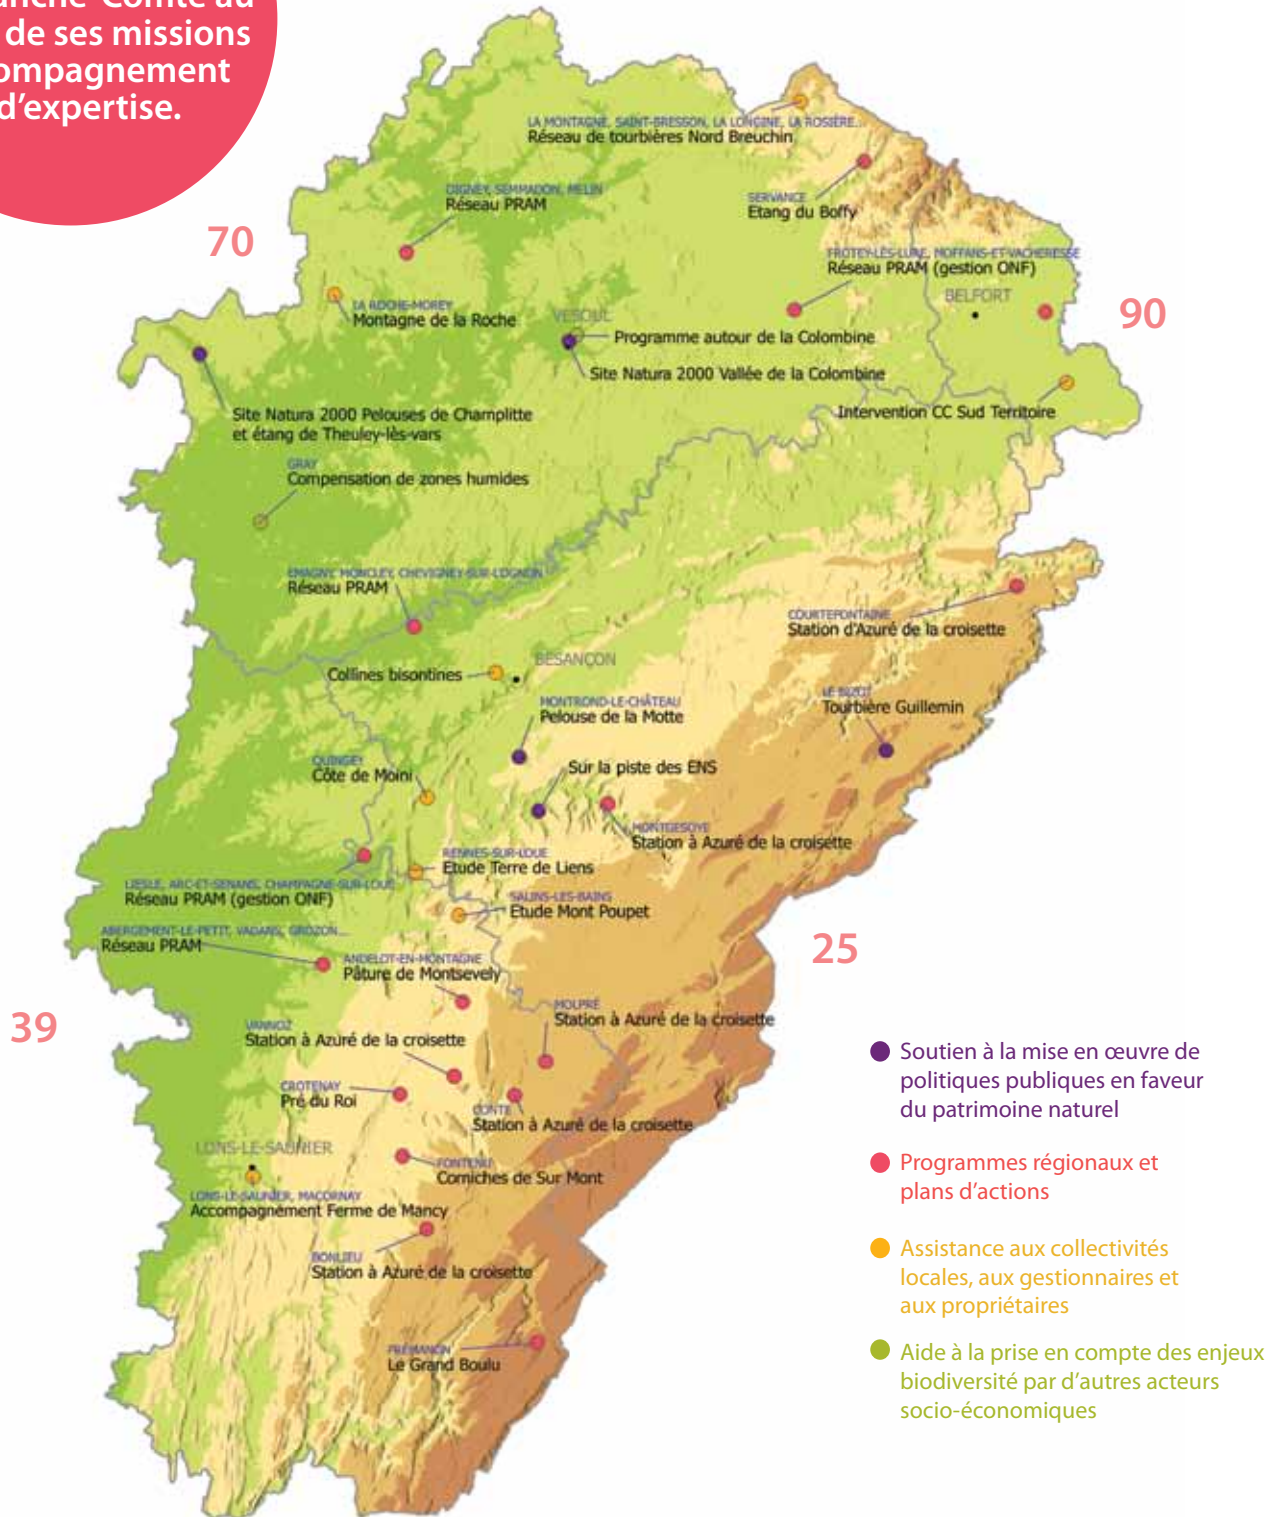 anche-Comté au
de ses missions
ompagnement
d'expertise.
70
90
25
39
LA MONTAGNE, SAINT-BRESSON, LA LONGINE, LA ROSIÈRE...
Réseau de tourbières Nord Breuchin
OIGNEY, SEMMADON, MELIN
Réseau PRAM
SERVANCE
Etang du Boffy
FROTEY-LÈS-LURE, MOFFANS-ET-VACHERESSE
Réseau PRAM (gestion ONF)
BELFORT
LA ROCHE-MOREY
Montagne de la Roche
VESOUL
Programme autour de la Colombine
Site Natura 2000 Vallée de la Colombine
Intervention CC Sud Territoire
Site Natura 2000 Pelouses de Champlitte
et étang de Theuley-lès-vars
GRAY
Compensation de zones humides
EMAGNY, MONCLEY, CHEVIGNEY-SUR-L'OGNON
Réseau PRAM
COURTEFONTAINE
Station d'Azuré de la croisette
Collines bisontines
BESANÇON
MONTROND-LE-CHÂTEAU
Pelouse de la Motte
LE BIZOT
Tourbière Guillemin
QUINGEY
Côte de Moini
Sur la piste des ENS
MONTGESOYE
Station à Azuré de la croisette
RENNES-SUR-LOUE
Etude Terre de Liens
LIESLE, ARC-ET-SENANS, CHAMPAGNE-SUR-LOUE
Réseau PRAM (gestion ONF)
SALINS-LES-BAINS
Etude Mont Poupet
ABERGEMENT-LE-PETIT, VADANS, GROZON...
Réseau PRAM
ANDELOT-EN-MONTAGNE
Pâture de Montsevely
MOLPRÉ
Station à Azuré de la croisette
VANNOZ
Station à Azuré de la croisette
CROTENAY
Pré du Roi
CONTE
Station à Azuré de la croisette
LONS-LE-SAUNIER
FONTENU
Corniches de Sur Mont
LONS-LE-SAUNIER, MACORNAY
Accompagnement Ferme de Mancy
BONLIEU
Station à Azuré de la croisette
PRÉMANON
Le Grand Boulu
Soutien à la mise en œuvre de
politiques publiques en faveur
du patrimoine naturel
Programmes régionaux et
plans d'actions
Assistance aux collectivités
locales, aux gestionnaires et
aux propriétaires
Aide à la prise en compte des enjeux
biodiversité par d'autres acteurs
socio-économiques